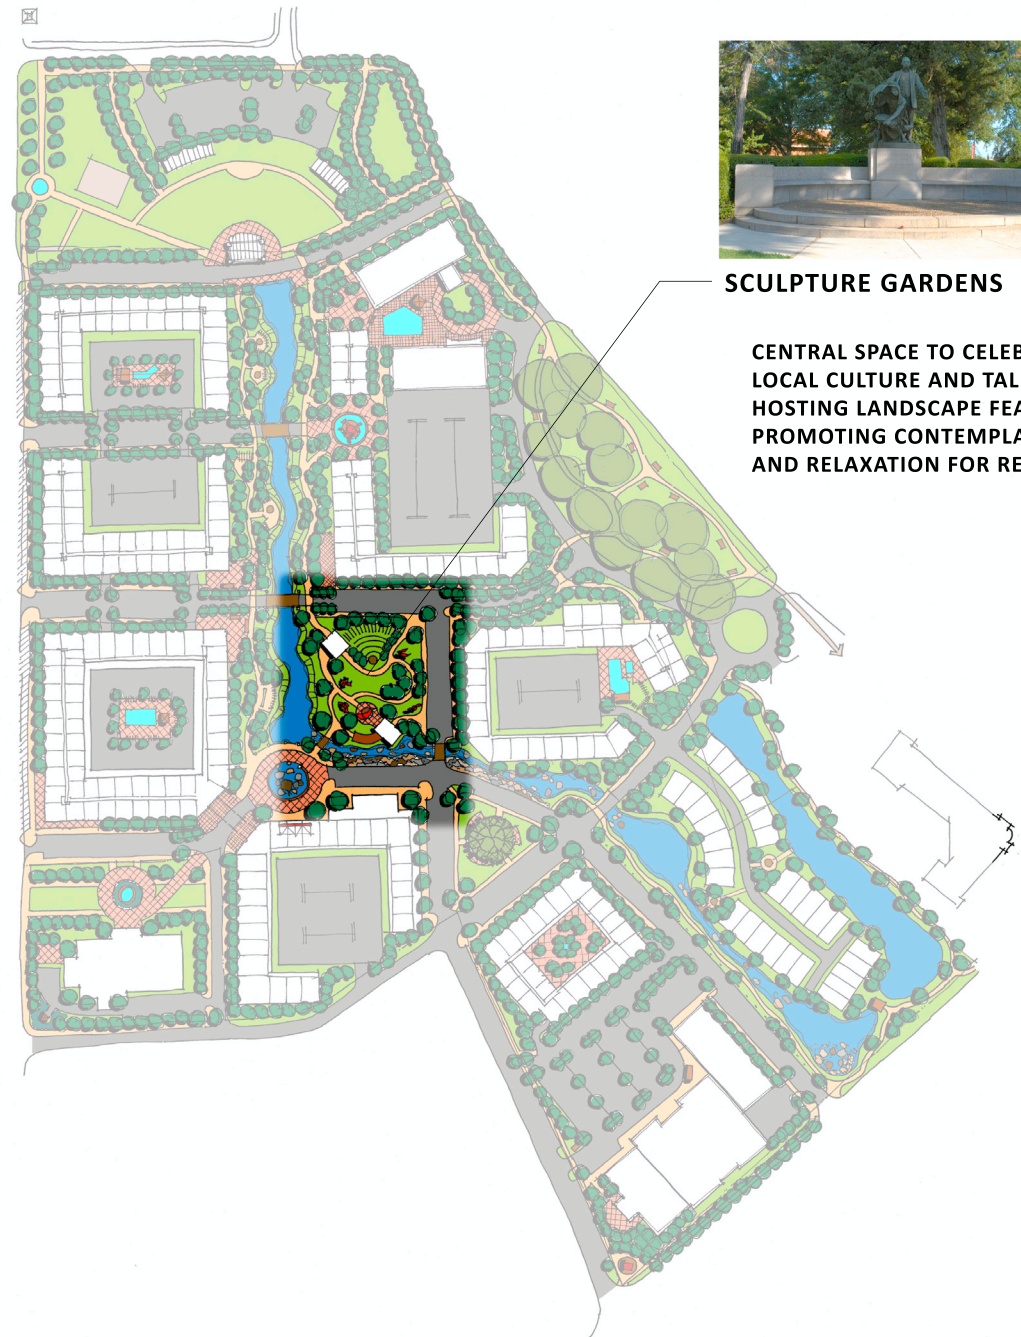 SCULPTURE GARDENS
CENTRAL SPACE TO CELEB
LOCAL CULTURE AND TAL
HOSTING LANDSCAPE FEA
PROMOTING CONTEMPLA
AND RELAXATION FOR RE